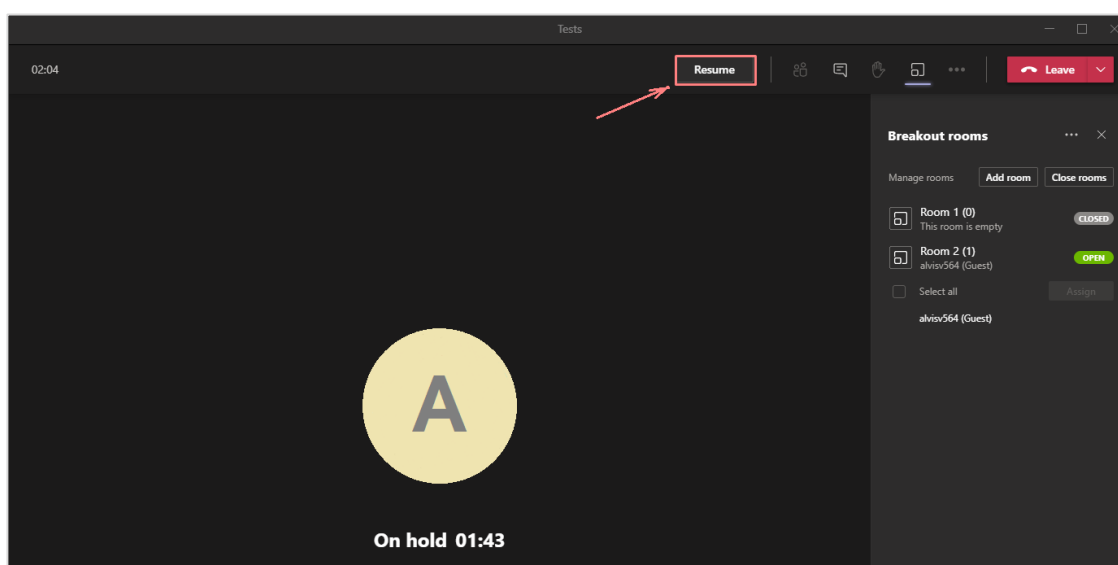 Tests
02:04
Resume
Leave
Breakout rooms
Manage rooms Add room Close rooms
Room 1 (0)
This room is empty
CLOSED
Room 2 (1)
alvisv564 (Guest)
OPEN
Select all Assign
alvisv564 (Guest)
A
On hold 01:43